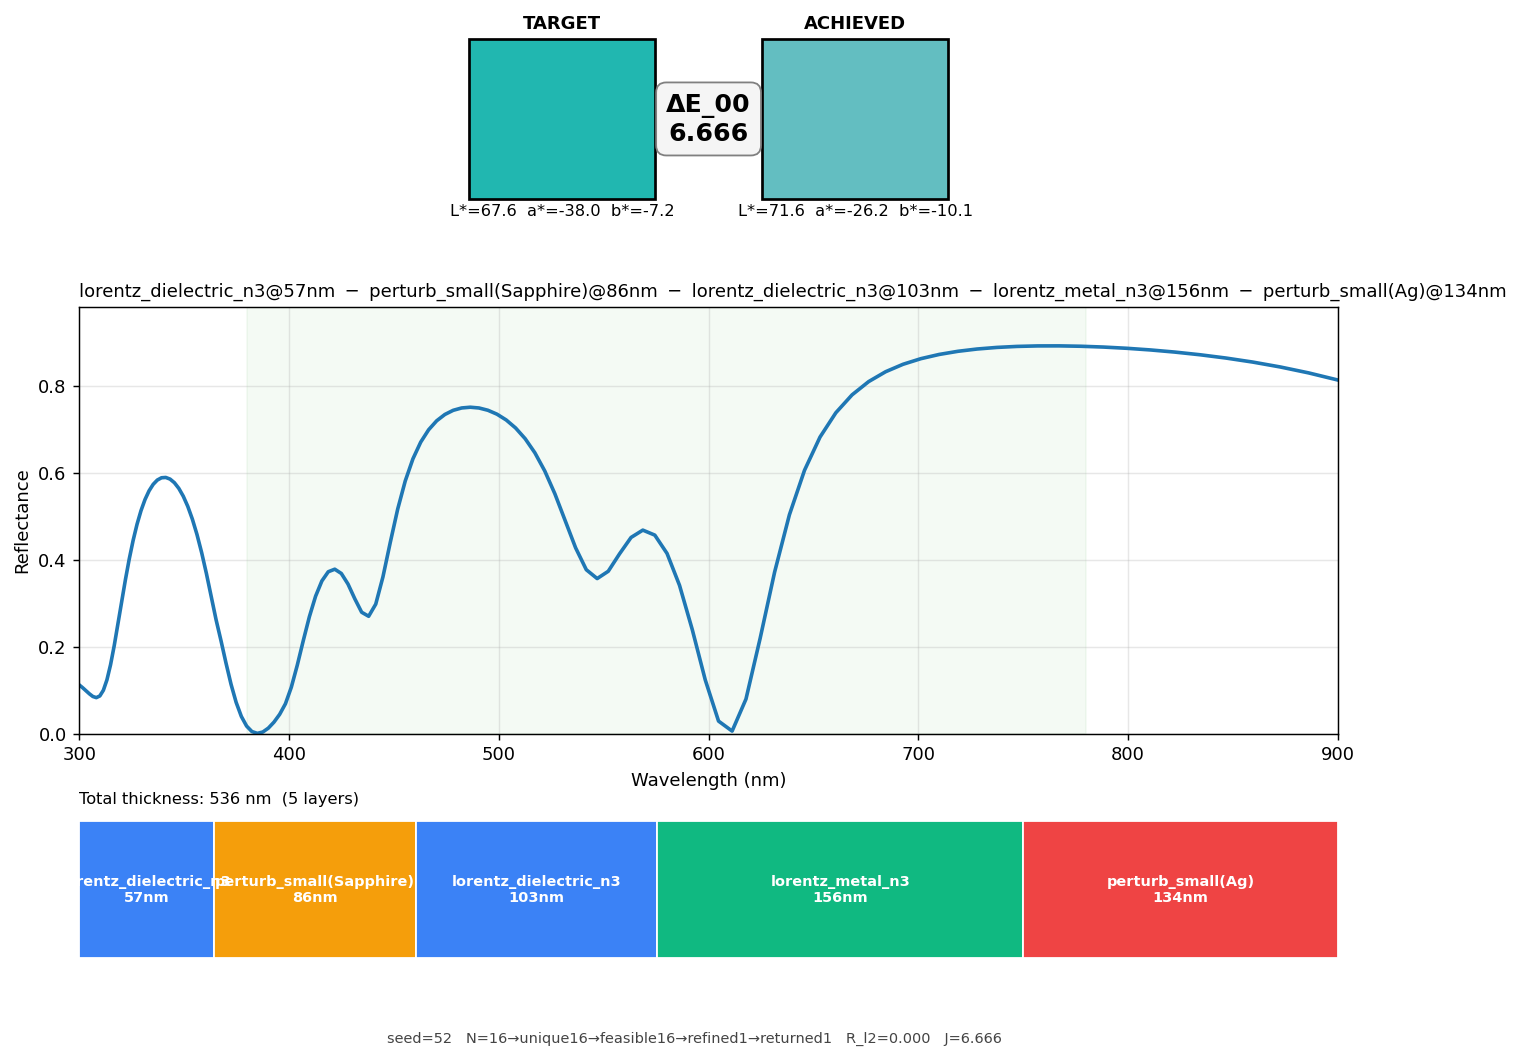 TARGET
ACHIEVED
ΔE_00
6.666
L*=67.6  a*=-38.0  b*=-7.2
L*=71.6  a*=-26.2  b*=-10.1
lorentz_dielectric_n3@57nm  −  perturb_small(Sapphire)@86nm  −  lorentz_dielectric_n3@103nm  −  lorentz_metal_n3@156nm  −  perturb_small(Ag)@134nm
Reflectance
0.8
0.6
0.4
0.2
0.0
300 400 500 600 700 800 900
Wavelength (nm)
Total thickness: 536 nm  (5 layers)
rentz_dielectric_n3
57nm
perturb_small(Sapphire)
86nm
lorentz_dielectric_n3
103nm
lorentz_metal_n3
156nm
perturb_small(Ag)
134nm
seed=52   N=16→unique16→feasible16→refined1→returned1   R_l2=0.000   J=6.666